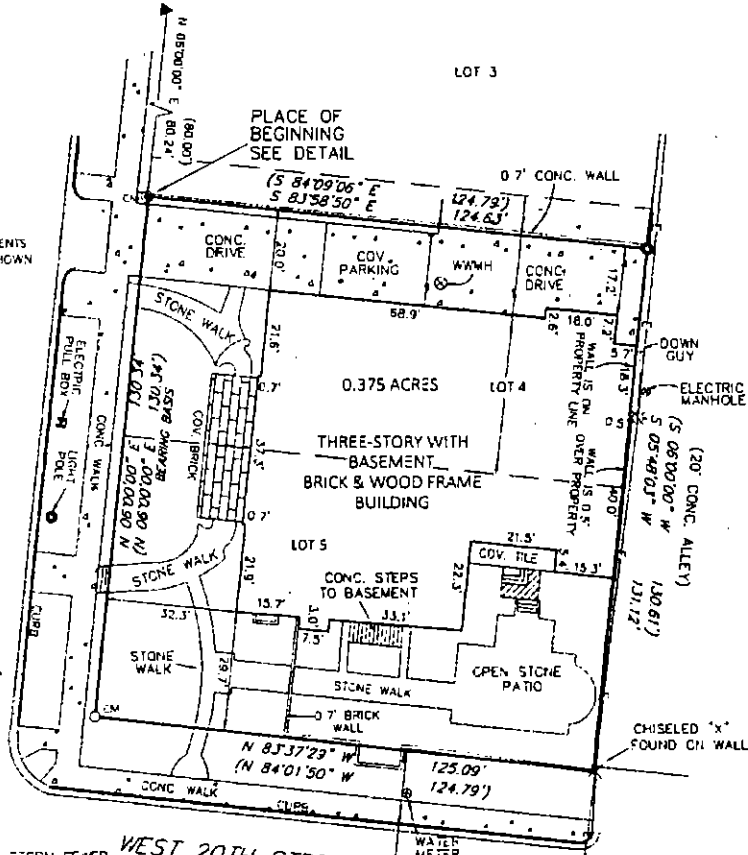 N 05°00'00" E
(80.00')
80.24'
LOT 3
PLACE OF
BEGINNING
SEE DETAIL
(S 84°09'06" E
124.79')
S 83°58'50" E
124.63'
0.7' CONC. WALL
ENTS
HOWN
CONC.
DRIVE
20.0'
COV.
PARKING
WWMH
CONC.
DRIVE
17.2'
STONE WALK
68.9'
2.6'
18.0'
7.2'
5.7'
DOWN
GUY
21.6'
18.3'
ELECTRIC
MANHOLE
ELECTRIC
PULL BOX
CONC. WALK
LIGHT
POLE
130.34'
130.34')
BEARING BASIS
N 06°00'00" E
(N 06°00'00" E
COV. BRICK
0.7'
37.3'
0.7'
0.375 ACRES
LOT 4
WALL IS ON
PROPERTY LINE
WALL IS 0.5'
OVER PROPERTY
0.5'
40.0'
(20' CONC. ALLEY)
(S 06°00'00" W
130.61')
S 05°48'03" W
131.12'
THREE-STORY WITH
BASEMENT
BRICK & WOOD FRAME
BUILDING
LOT 5
21.9'
STONE WALK
21.5'
COV. TILE
15.3'
22.3'
CONC. STEPS
TO BASEMENT
32.3'
15.7'
3.0'
7.5'
33.1'
CURB
STONE
WALK
29.7'
STONE WALK
OPEN STONE
PATIO
0.7' BRICK
WALL
CHISELED "X"
FOUND ON WALL
N 83°37'29" W
125.09'
(N 84°01'50" W
124.79')
CONC WALK
CURB
WATER
METER
WEST 20TH